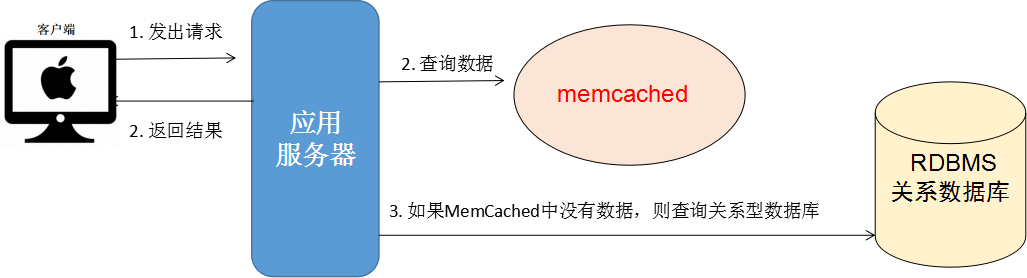 客户端
1. 发出请求
2. 返回结果
应用
服务器
2. 查询数据
memcached
3. 如果MemCached中没有数据，则查询关系型数据库
RDBMS
关系数据库